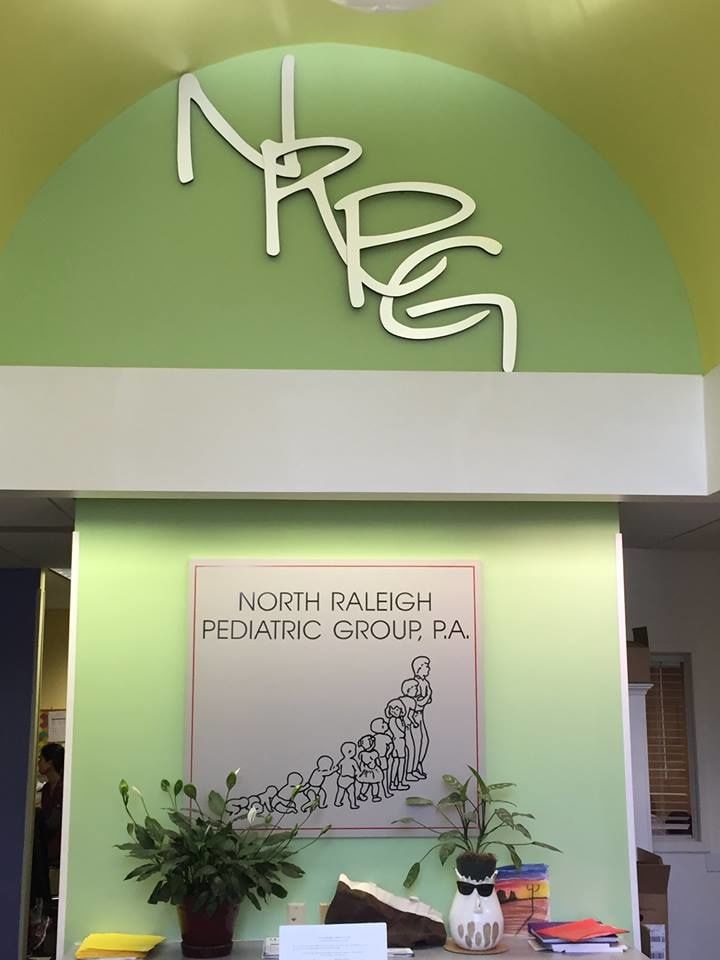 NRPG
NORTH RALEIGH
PEDIATRIC GROUP, P.A.